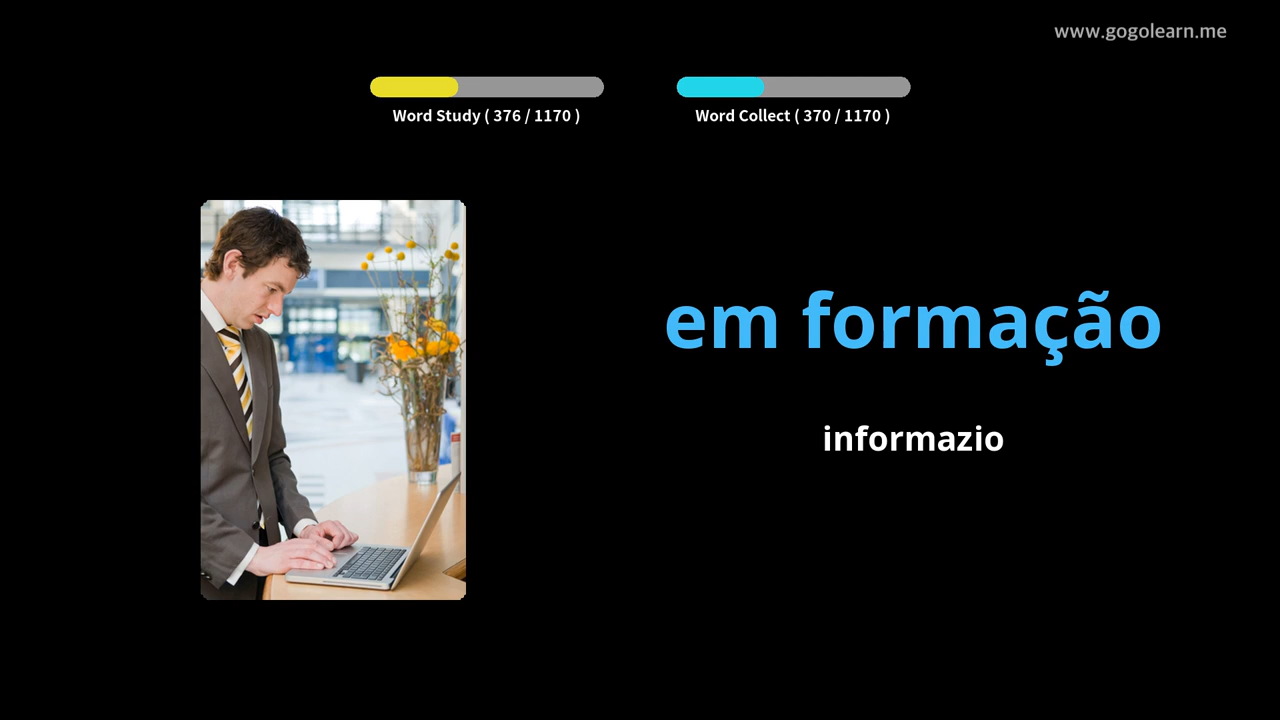 www.gogolearn.me
Word Study ( 376 / 1170 )
Word Collect ( 370 / 1170 )
em formação
informazio